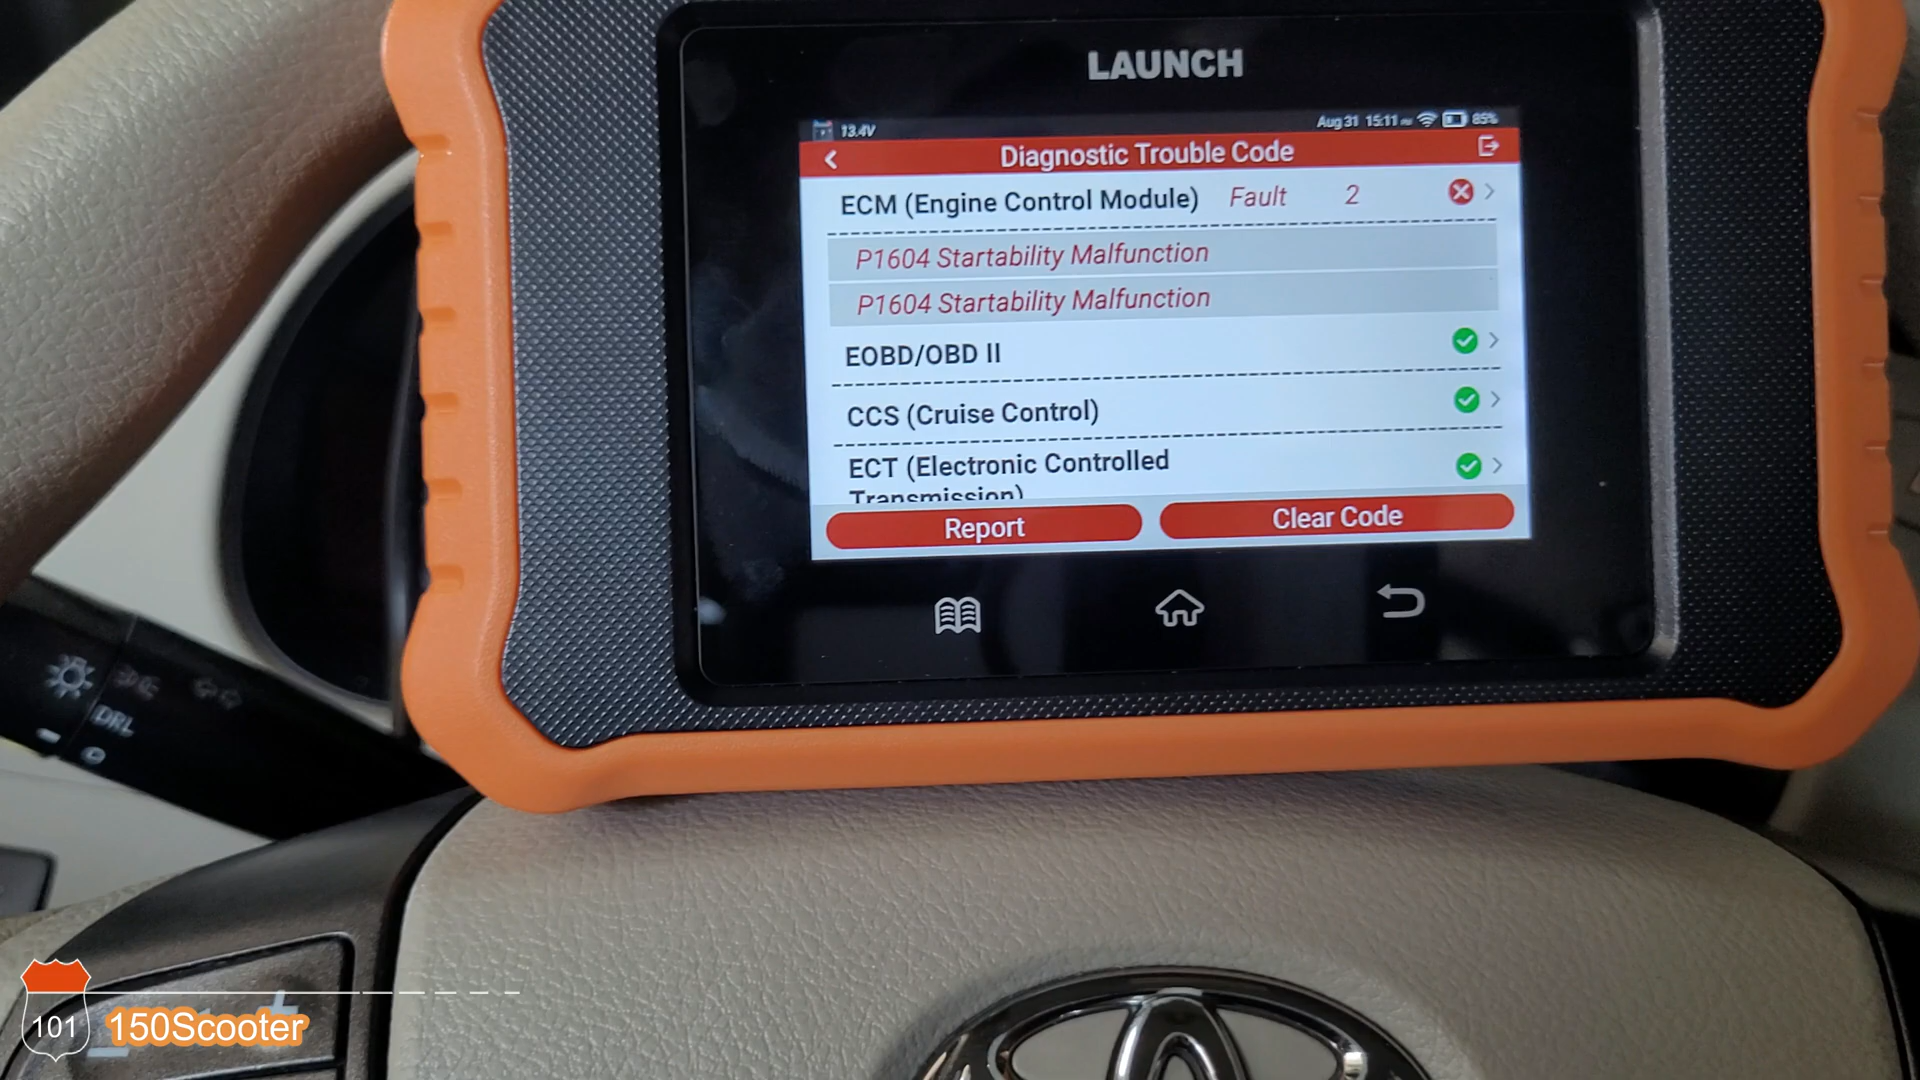 LAUNCH
13.4V
Aug 31 15:11 85%
Diagnostic Trouble Code
ECM (Engine Control Module) Fault 2
P1604 Startability Malfunction
P1604 Startability Malfunction
EOBD/OBD II
CCS (Cruise Control)
ECT (Electronic Controlled
Transmission)
Report Clear Code
DRL
101 150Scooter